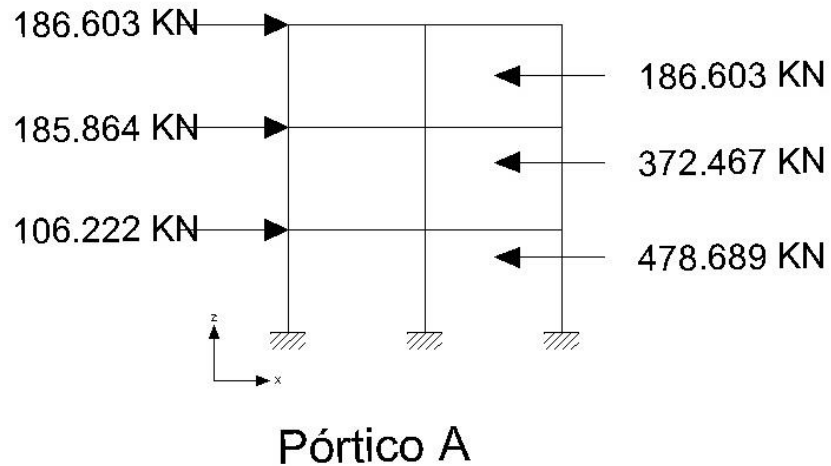 186.603 KN
186.603 KN
185.864 KN
372.467 KN
106.222 KN
478.689 KN
z
x
Pórtico A